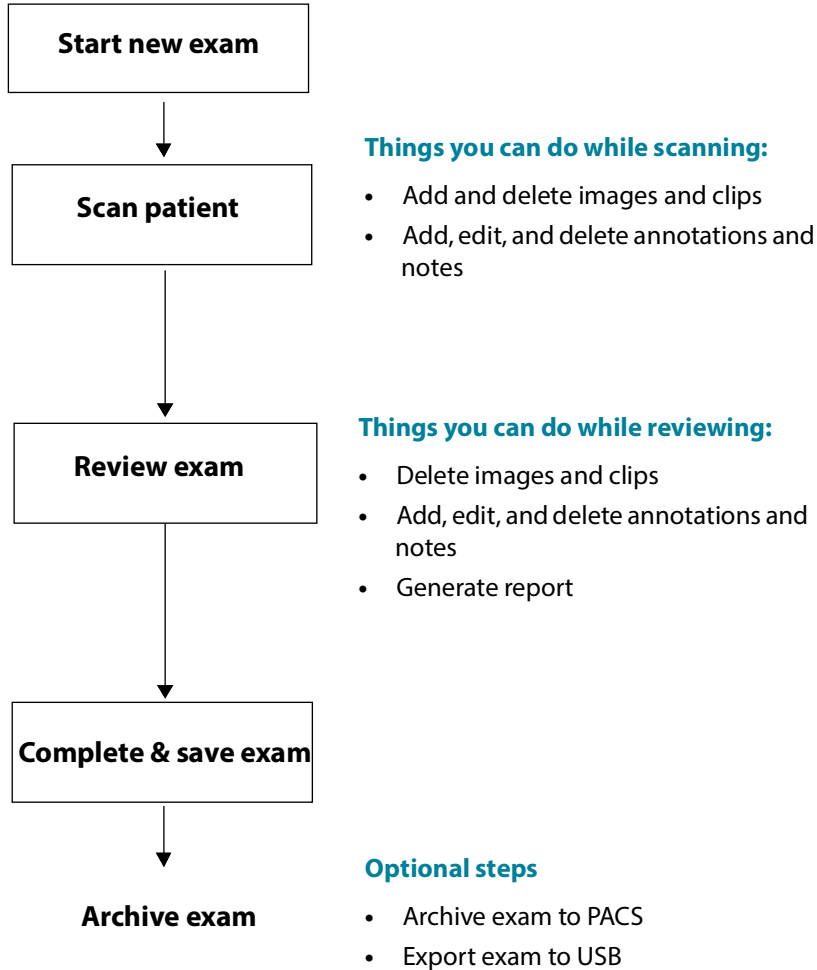 Start new exam
Things you can do while scanning:
Scan patient
• Add and delete images and clips
• Add, edit, and delete annotations and
notes
Things you can do while reviewing:
Review exam
• Delete images and clips
• Add, edit, and delete annotations and
notes
• Generate report
Complete & save exam
Optional steps
Archive exam
• Archive exam to PACS
• Export exam to USB